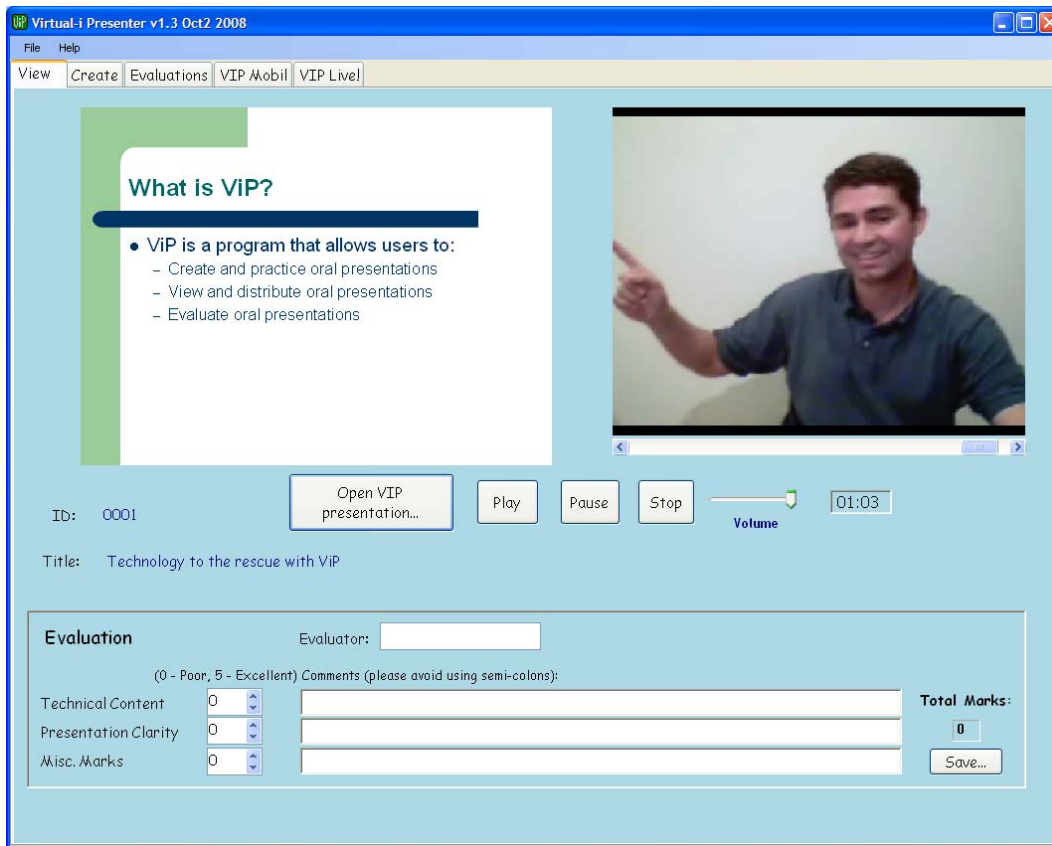 ViP Virtual-i Presenter v1.3 Oct2 2008
File Help
View Create Evaluations VIP Mobil VIP Live!
What is ViP?
• ViP is a program that allows users to:
– Create and practice oral presentations
– View and distribute oral presentations
– Evaluate oral presentations
Open VIP
presentation...
Play Pause Stop
Volume
01:03
ID: 0001
Title: Technology to the rescue with ViP
Evaluation Evaluator:
(0 - Poor, 5 - Excellent) Comments (please avoid using semi-colons):
Technical Content 0
Presentation Clarity 0
Misc. Marks 0
Total Marks:
0
Save...